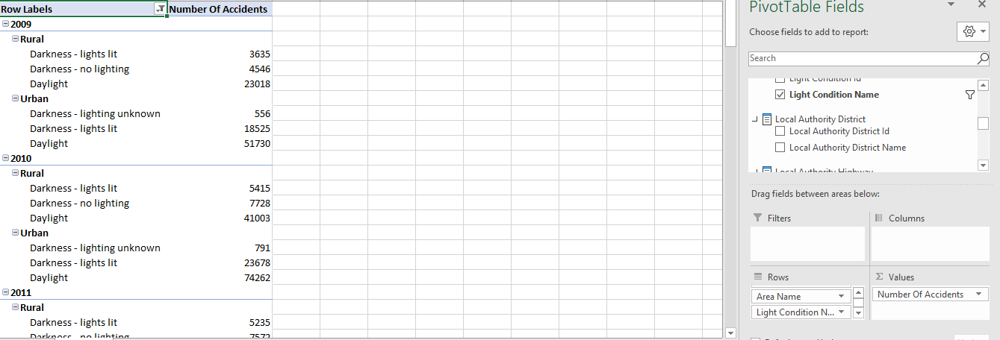 Row Labels Number Of Accidents
2009
Rural
Darkness - lights lit 3635
Darkness - no lighting 4546
Daylight 23018
Urban
Darkness - lighting unknown 556
Darkness - lights lit 18525
Daylight 51730
2010
Rural
Darkness - lights lit 5415
Darkness - no lighting 7728
Daylight 41003
Urban
Darkness - lighting unknown 791
Darkness - lights lit 23678
Daylight 74262
2011
Rural
Darkness - lights lit 5235
Darkness - no lighting 7572
PivotTable Fields
Choose fields to add to report:
Search
Light Condition Id
Light Condition Name
Local Authority District
Local Authority District Id
Local Authority District Name
Local Authority Highway
Drag fields between areas below:
Filters
Columns
Rows
Values
Area Name
Light Condition N...
Number Of Accidents